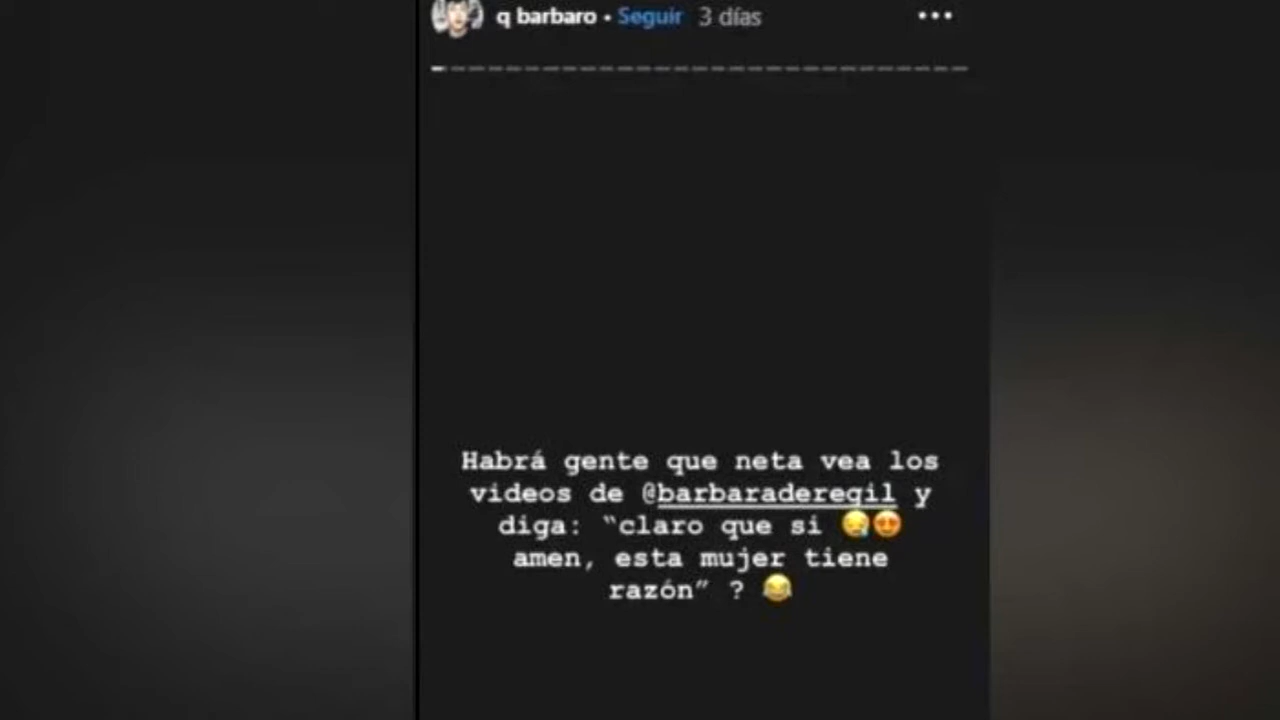 q barbaro • Seguir 3 días
Habrá gente que neta vea los
videos de @barbaraderegil y
diga: “claro que si 😪😍
amen, esta mujer tiene
razón” ? 😂